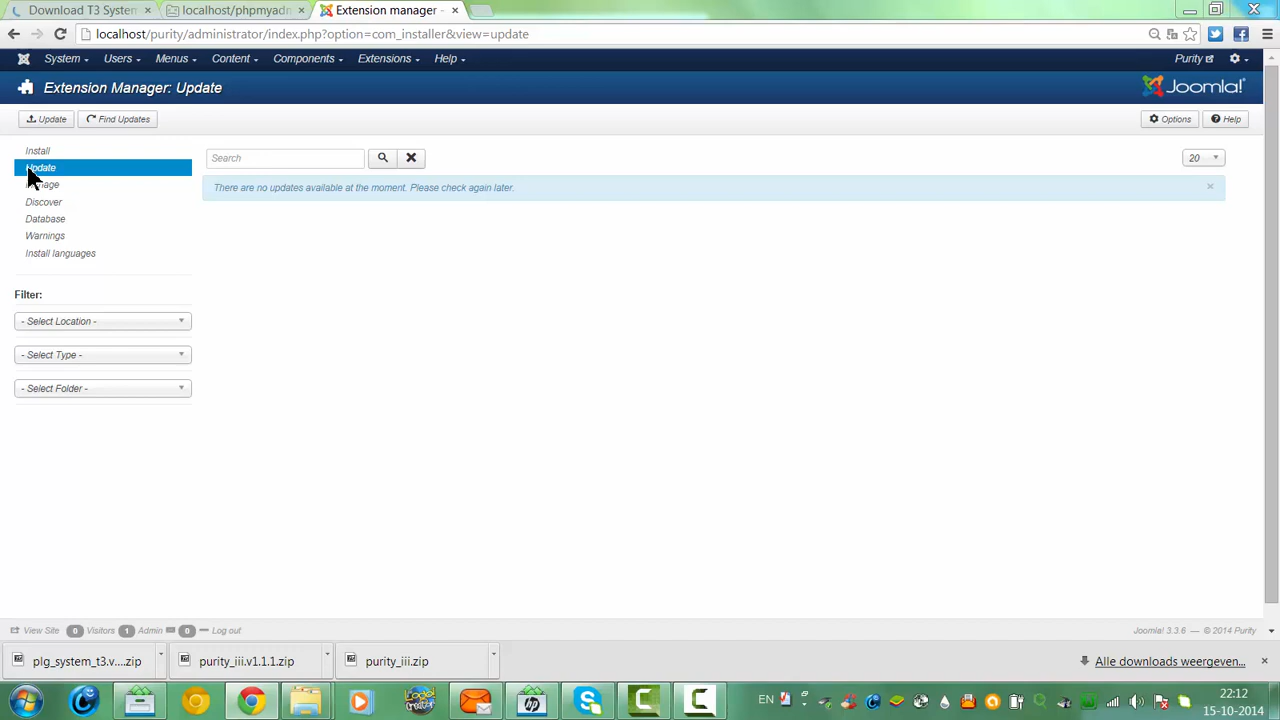 Download T3 System
localhost/phpmyadm
Extension manager -
localhost/purity/administrator/index.php?option=com_installer&view=update
System Users Menus Content Components Extensions Help
Purity
Extension Manager: Update
Joomla!
Update
Find Updates
Options
Help
Install
Update
Discover
Database
Warnings
Install languages
Search
20
There are no updates available at the moment. Please check again later.
Filter:
- Select Location -
- Select Type -
- Select Folder -
View Site 0 Visitors 1 Admin 0 Log out
Joomla! 3.3.6 — © 2014 Purity
plg_system_t3.v....zip
purity_iii.v1.1.1.zip
purity_iii.zip
Alle downloads weergeven...
EN
22:12
15-10-2014